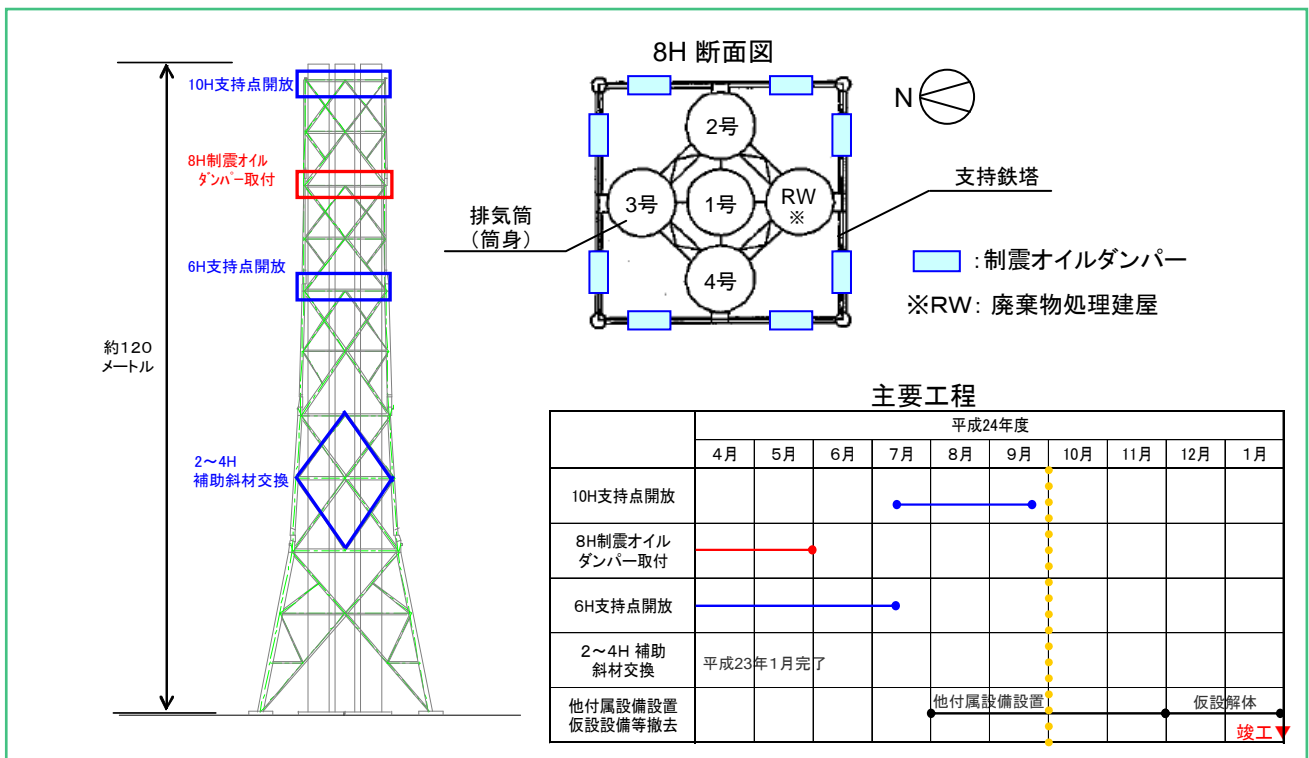 10H支持点開放
8H制震オイル
ダンパー取付
6H支持点開放
約120
メートル
2～4H
補助斜材交換
8H 断面図
N
2号
3号
1号
RW
※
4号
排気筒
(筒身)
支持鉄塔
:制震オイルダンパー
※RW: 廃棄物処理建屋
主要工程
平成24年度
4月 5月 6月 7月 8月 9月 10月 11月 12月 1月
10H支持点開放
8H制震オイル
ダンパー取付
6H支持点開放
2～4H 補助
斜材交換
平成23年1月完了
他付属設備設置
仮設設備等撤去
他付属設備設置
仮設解体
竣工▼